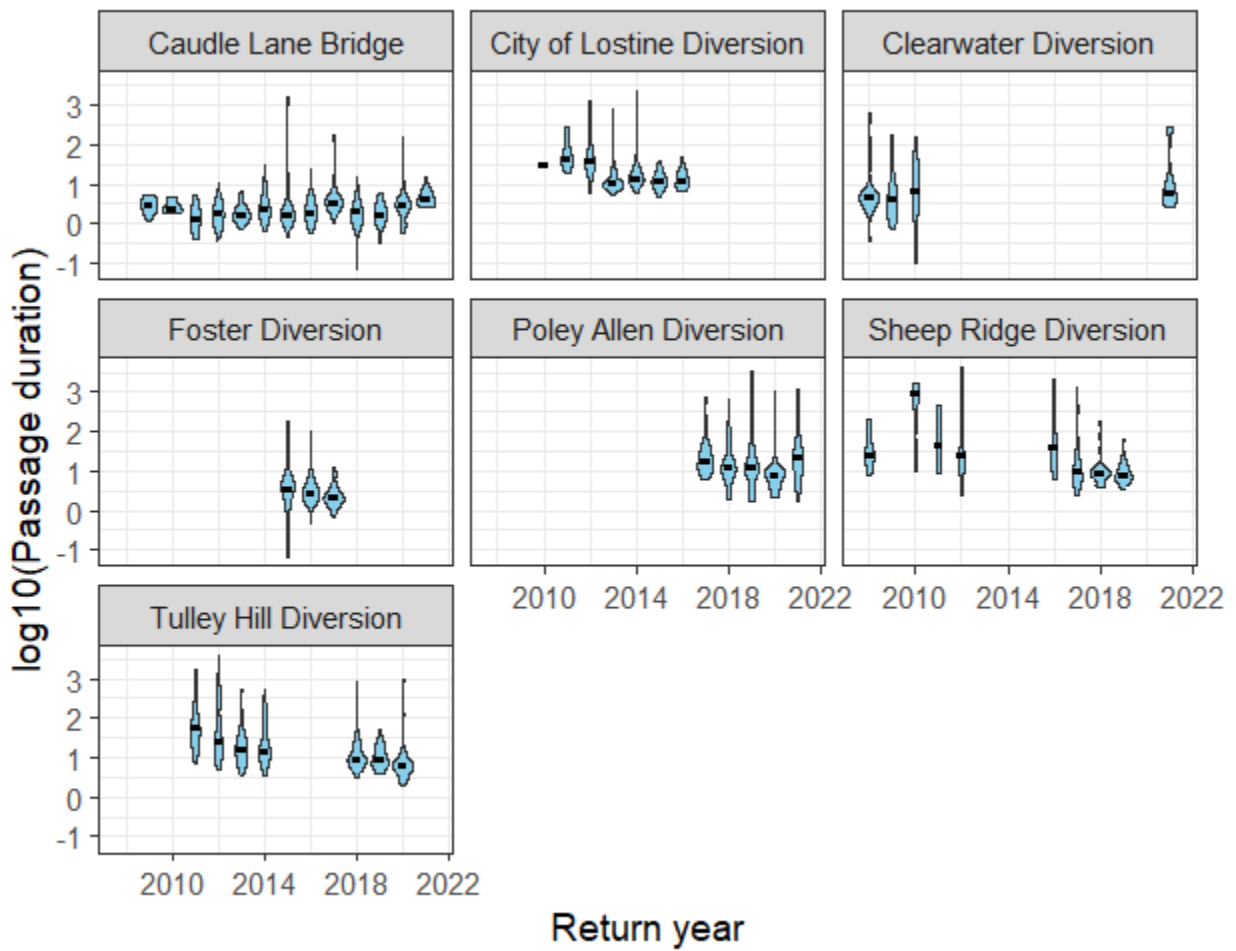 Caudle Lane Bridge
City of Lostine Diversion
Clearwater Diversion
3
2
1
0
-1
Foster Diversion
Poley Allen Diversion
Sheep Ridge Diversion
3
2
1
0
-1
2010 2014 2018 2022
2010 2014 2018 2022
Tulley Hill Diversion
3
2
1
0
-1
2010 2014 2018 2022
log10(Passage duration)
Return year